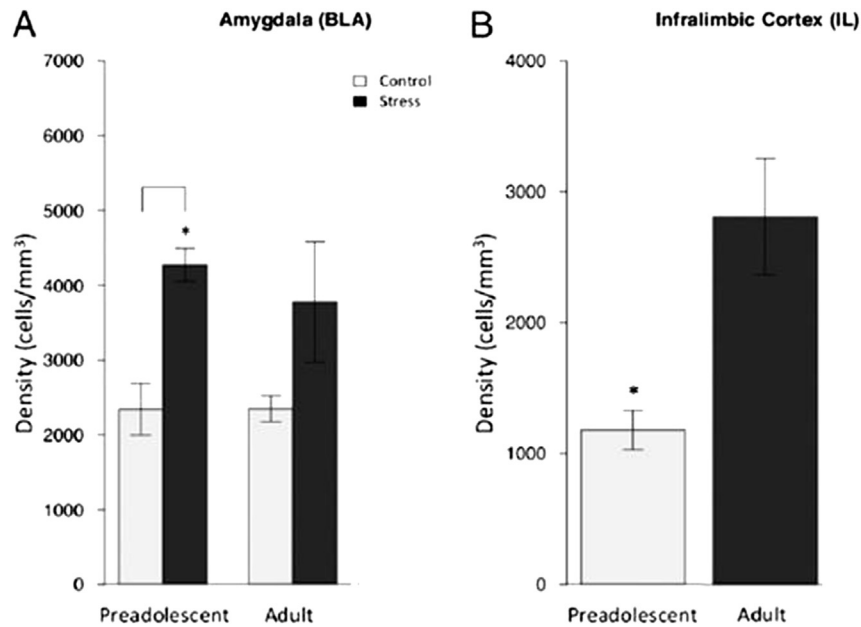 A
Amygdala (BLA)
Density (cells/mm³)
7000
6000
5000
4000
3000
2000
1000
0
Control
Stress
*
Preadolescent
Adult
B
Infralimbic Cortex (IL)
Density (cells/mm³)
4000
3000
2000
1000
0
*
Preadolescent
Adult